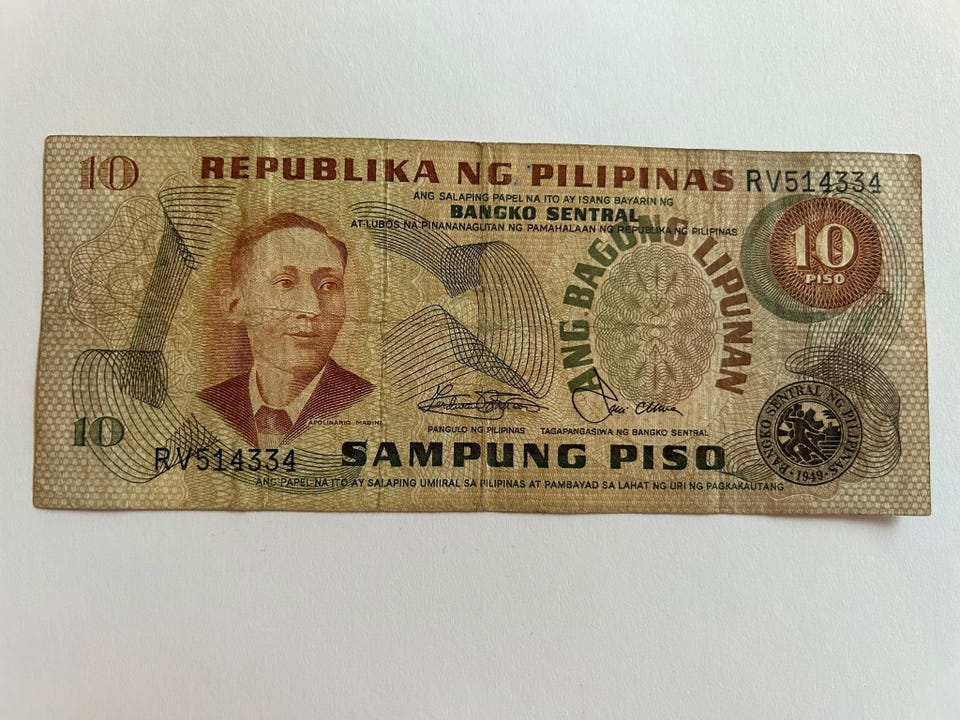 10 REPUBLIKA NG PILIPINAS RV514334
ANG SALAPING PAPEL NA ITO AY ISANG BAYARIN NG
BANGKO SENTRAL
AT LUBOS NA PINANANAGUTAN NG PAMAHALAAN NG REPUBLIKA NG PILIPINAS
10
PISO
ANG BAGONG LIPUNAN
APOLINARIO MABINI
10
PANGULO NG PILIPINAS TAGAPANGASIWA NG BANGKO SENTRAL
BANGKO SENTRAL NG PILIPINAS
1949
RV514334 SAMPUNG PISO
ANG PAPEL NA ITO AY SALAPING UMIIRAL SA PILIPINAS AT PAMBAYAD SA LAHAT NG URI NG PAGKAKAUTANG